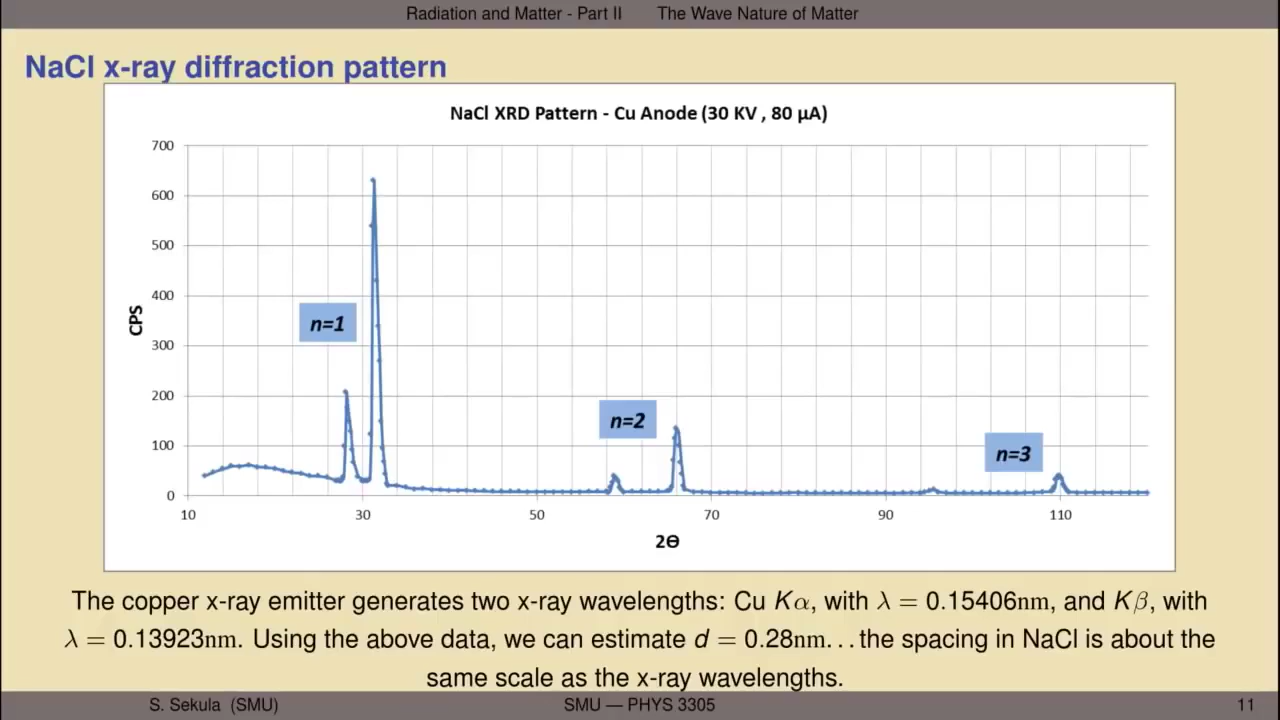 Radiation and Matter - Part II The Wave Nature of Matter
NaCl x-ray diffraction pattern
NaCl XRD Pattern - Cu Anode (30 KV , 80 µA)
700
600
500
400
300
200
100
0
CPS
n=1
n=2
n=3
10 30 50 70 90 110
2Θ
The copper x-ray emitter generates two x-ray wavelengths: Cu Kα, with λ = 0.15406nm, and Kβ, with
λ = 0.13923nm. Using the above data, we can estimate d = 0.28nm. . . the spacing in NaCl is about the
same scale as the x-ray wavelengths.
S. Sekula (SMU) SMU — PHYS 3305 11